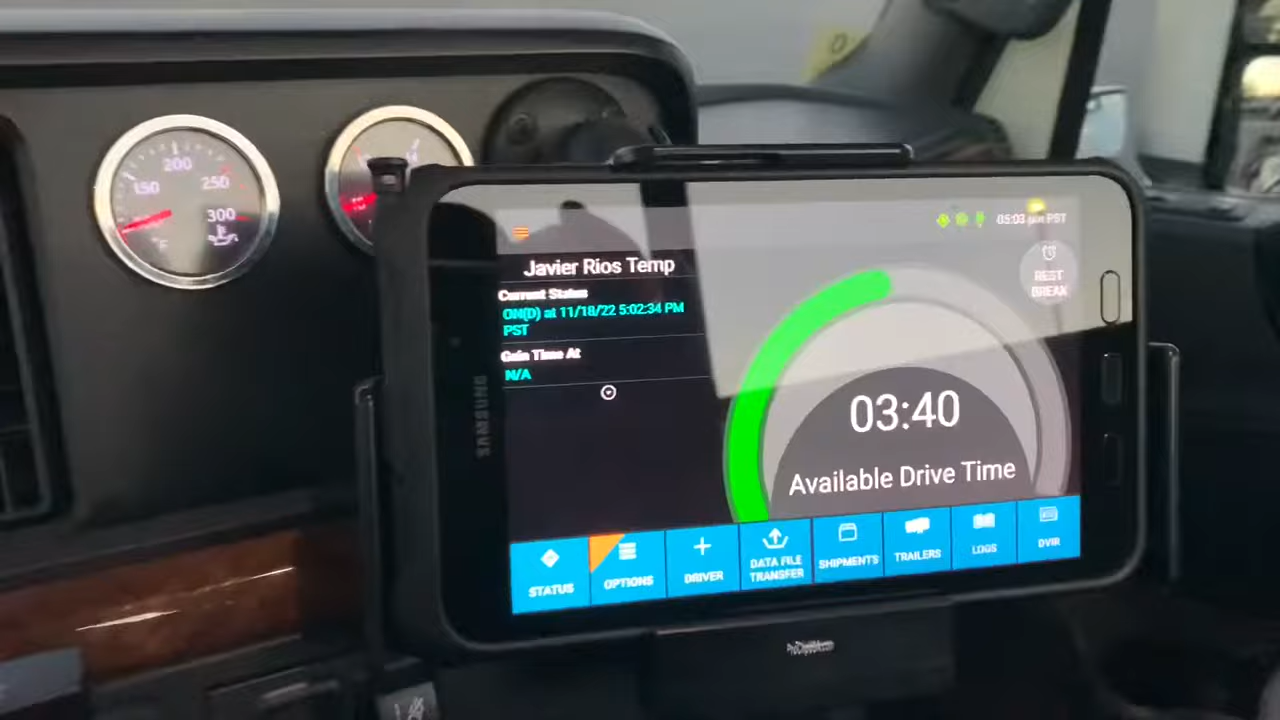 200
150
250
300
°F
05:03 pm PST
Javier Rios Temp
REST
BREAK
Current Status
ON(D) at 11/18/22 5:02:34 PM
PST
Gain Time At
N/A
SAMSUNG
03:40
Available Drive Time
STATUS
OPTIONS
DRIVER
DATA FILE
TRANSFER
SHIPMENTS
TRAILERS
LOGS
DVIR